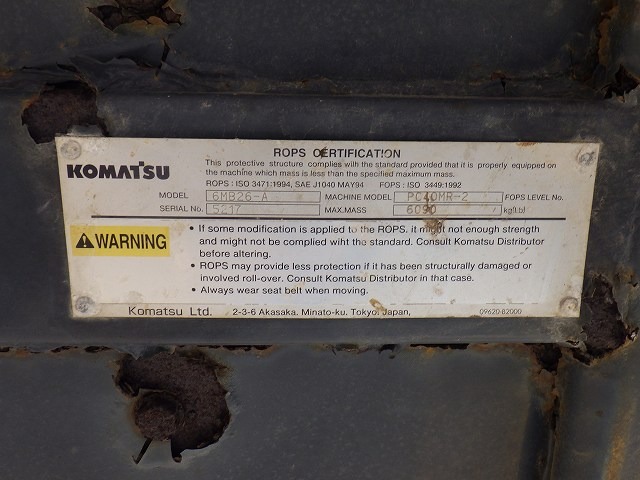 ROPS CERTIFICATION
KOMATSU
This protective structure complies with the standard provided that it is properly equipped on
the machine which mass is less than the specified maximum mass.
ROPS : ISO 3471:1994, SAE J1040 MAY94 FOPS : ISO 3449:1992
MODEL 6MB26-A MACHINE MODEL PC40MR-2 FOPS LEVEL No.
SERIAL No. 5217 MAX.MASS 6090 kg(lb)
WARNING
• If some modification is applied to the ROPS. it might not enough strength
and might not be complied wiht the standard. Consult Komatsu Distributor
before altering.
• ROPS may provide less protection if it has been structurally damaged or
involved roll-over. Consult Komatsu Distributor in that case.
• Always wear seat belt when moving.
Komatsu Ltd. 2-3-6 Akasaka, Minato-ku, Tokyo, Japan, 09620-B2000